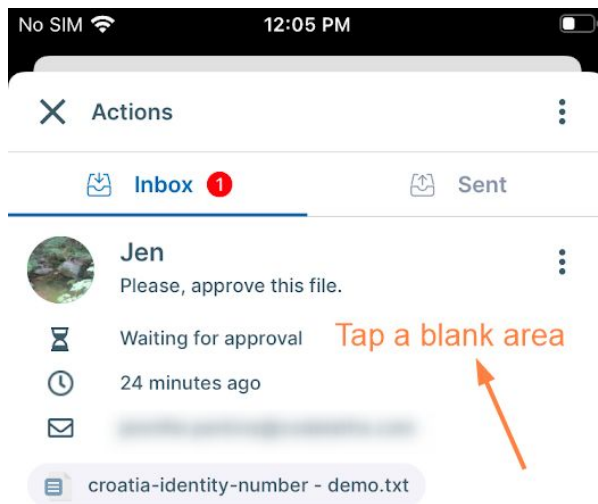 No SIM 12:05 PM
Actions
Inbox 1 Sent
Jen
Please, approve this file.
Waiting for approval Tap a blank area
24 minutes ago
croatia-identity-number - demo.txt